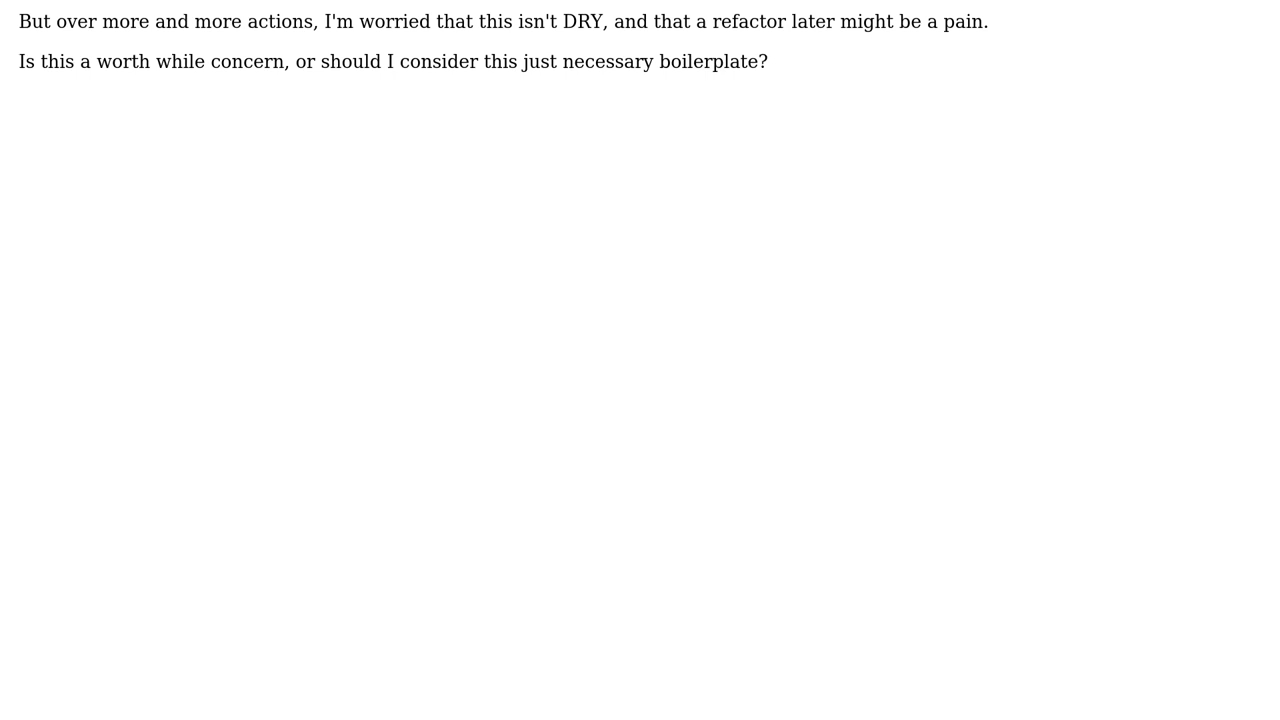 But over more and more actions, I'm worried that this isn't DRY, and that a refactor later might be a pain.
Is this a worth while concern, or should I consider this just necessary boilerplate?